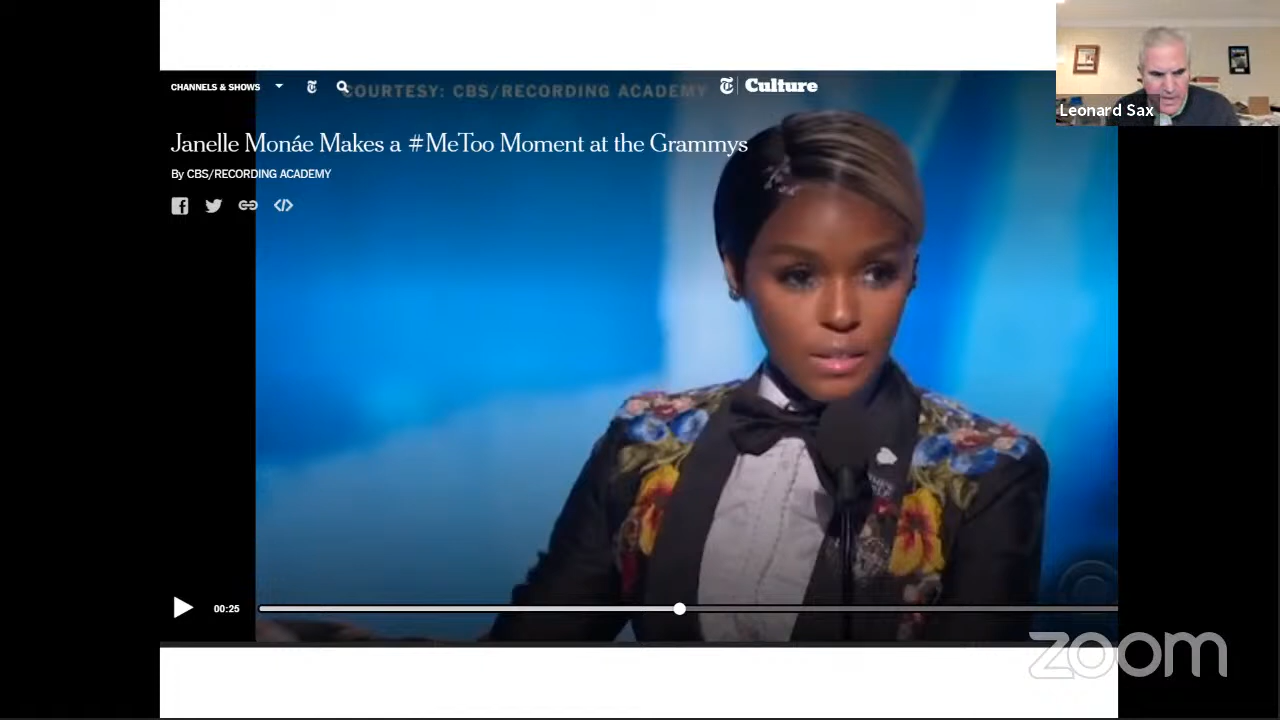 CHANNELS & SHOWS
COURTESY: CBS/RECORDING ACADEMY
Culture
Leonard Sax
Janelle Monáe Makes a #MeToo Moment at the Grammys
By CBS/RECORDING ACADEMY
00:25
zoom